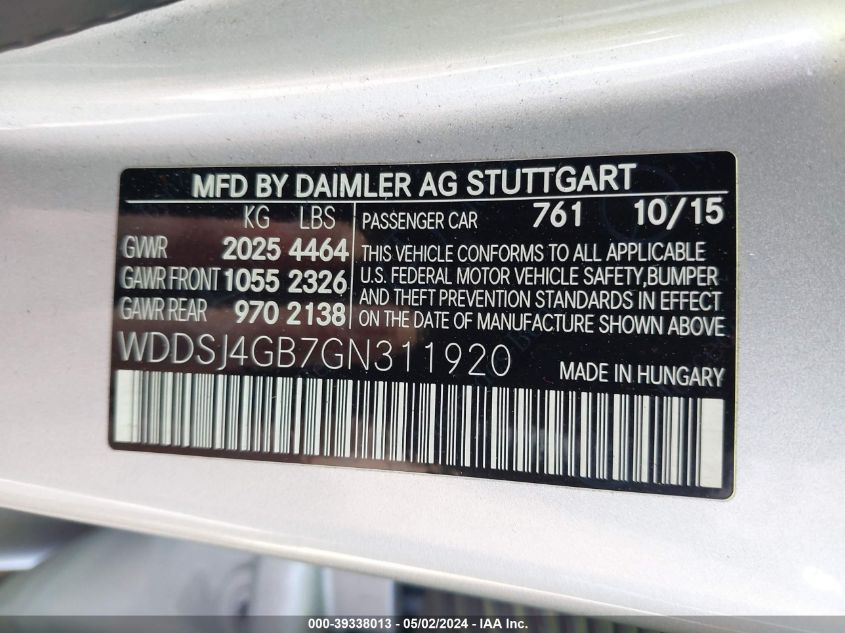 MFD BY DAIMLER AG STUTTGART
KG LBS
GVWR 2025 4464
GAWR FRONT 1055 2326
GAWR REAR 970 2138
PASSENGER CAR 761 10/15
THIS VEHICLE CONFORMS TO ALL APPLICABLE
U.S. FEDERAL MOTOR VEHICLE SAFETY,BUMPER
AND THEFT PREVENTION STANDARDS IN EFFECT
ON THE DATE OF MANUFACTURE SHOWN ABOVE
WDDSJ4GB7GN311920
MADE IN HUNGARY
000-39338013 - 05/02/2024 - IAA Inc.